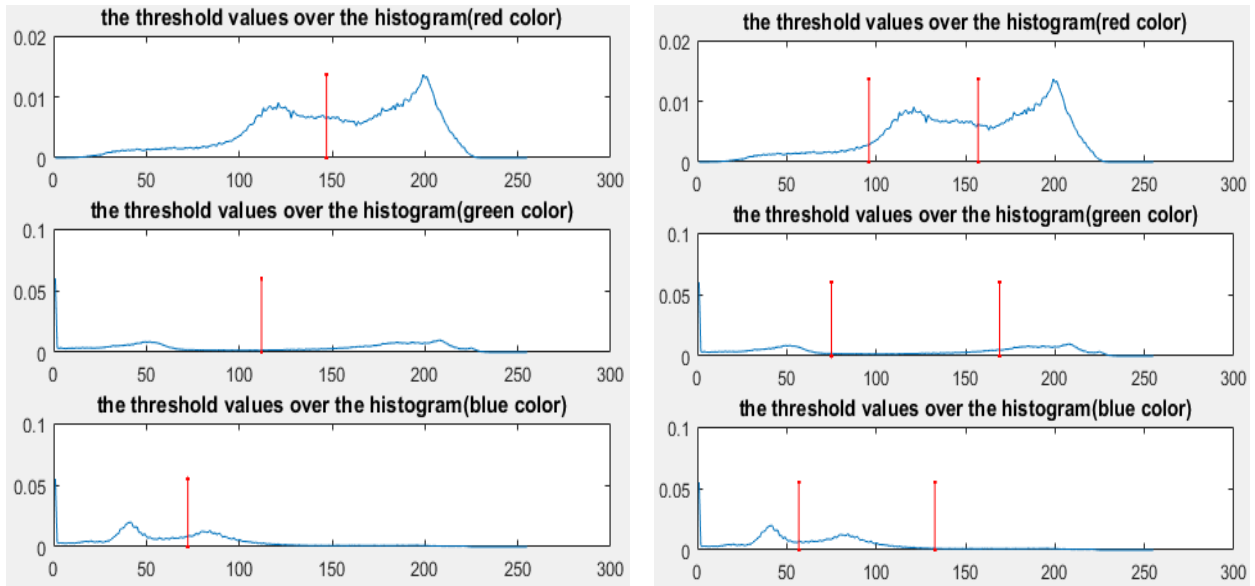 the threshold values over the histogram(red color)
0.02
0.01
0
0 50 100 150 200 250 300
the threshold values over the histogram(green color)
0.1
0.05
0
0 50 100 150 200 250 300
the threshold values over the histogram(blue color)
0.1
0.05
0
0 50 100 150 200 250 300
the threshold values over the histogram(red color)
0.02
0.01
0
0 50 100 150 200 250 300
the threshold values over the histogram(green color)
0.1
0.05
0
0 50 100 150 200 250 300
the threshold values over the histogram(blue color)
0.1
0.05
0
0 50 100 150 200 250 300